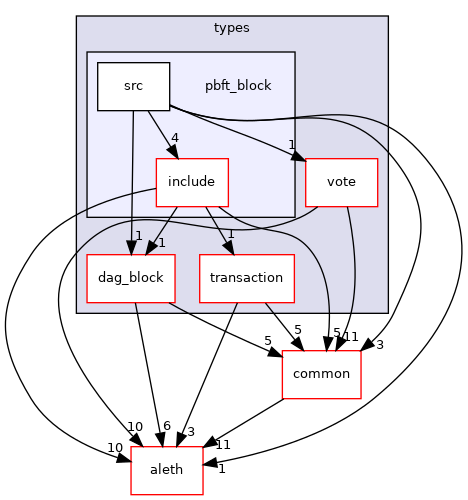 types
src
pbft_block
4
1
include
vote
1
1
1
dag_block
transaction
5
5
5
11
3
common
10
10
6
3
11
1
aleth